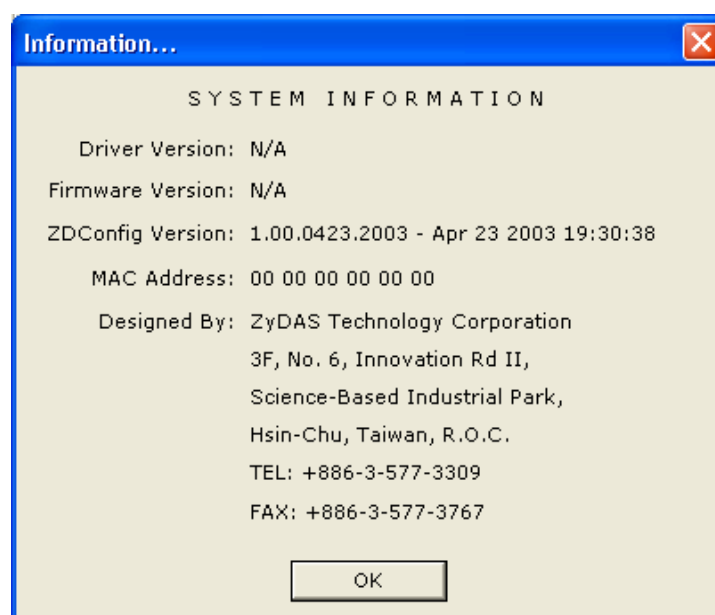 Information...
SYSTEM INFORMATION
Driver Version: N/A
Firmware Version: N/A
ZDConfig Version: 1.00.0423.2003 - Apr 23 2003 19:30:38
MAC Address: 00 00 00 00 00 00
Designed By: ZyDAS Technology Corporation
3F, No. 6, Innovation Rd II,
Science-Based Industrial Park,
Hsin-Chu, Taiwan, R.O.C.
TEL: +886-3-577-3309
FAX: +886-3-577-3767
OK